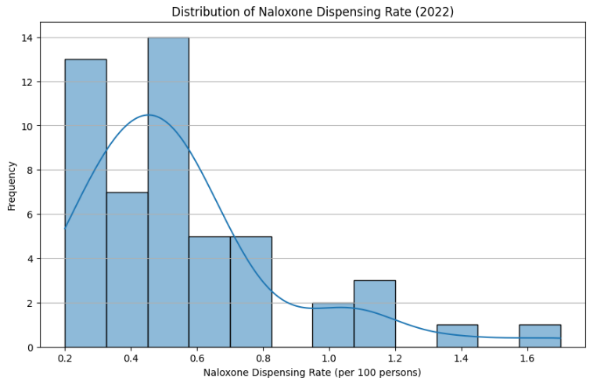 Distribution of Naloxone Dispensing Rate (2022)
14
12
10
8
6
4
2
0
Frequency
0.2 0.4 0.6 0.8 1.0 1.2 1.4 1.6
Naloxone Dispensing Rate (per 100 persons)